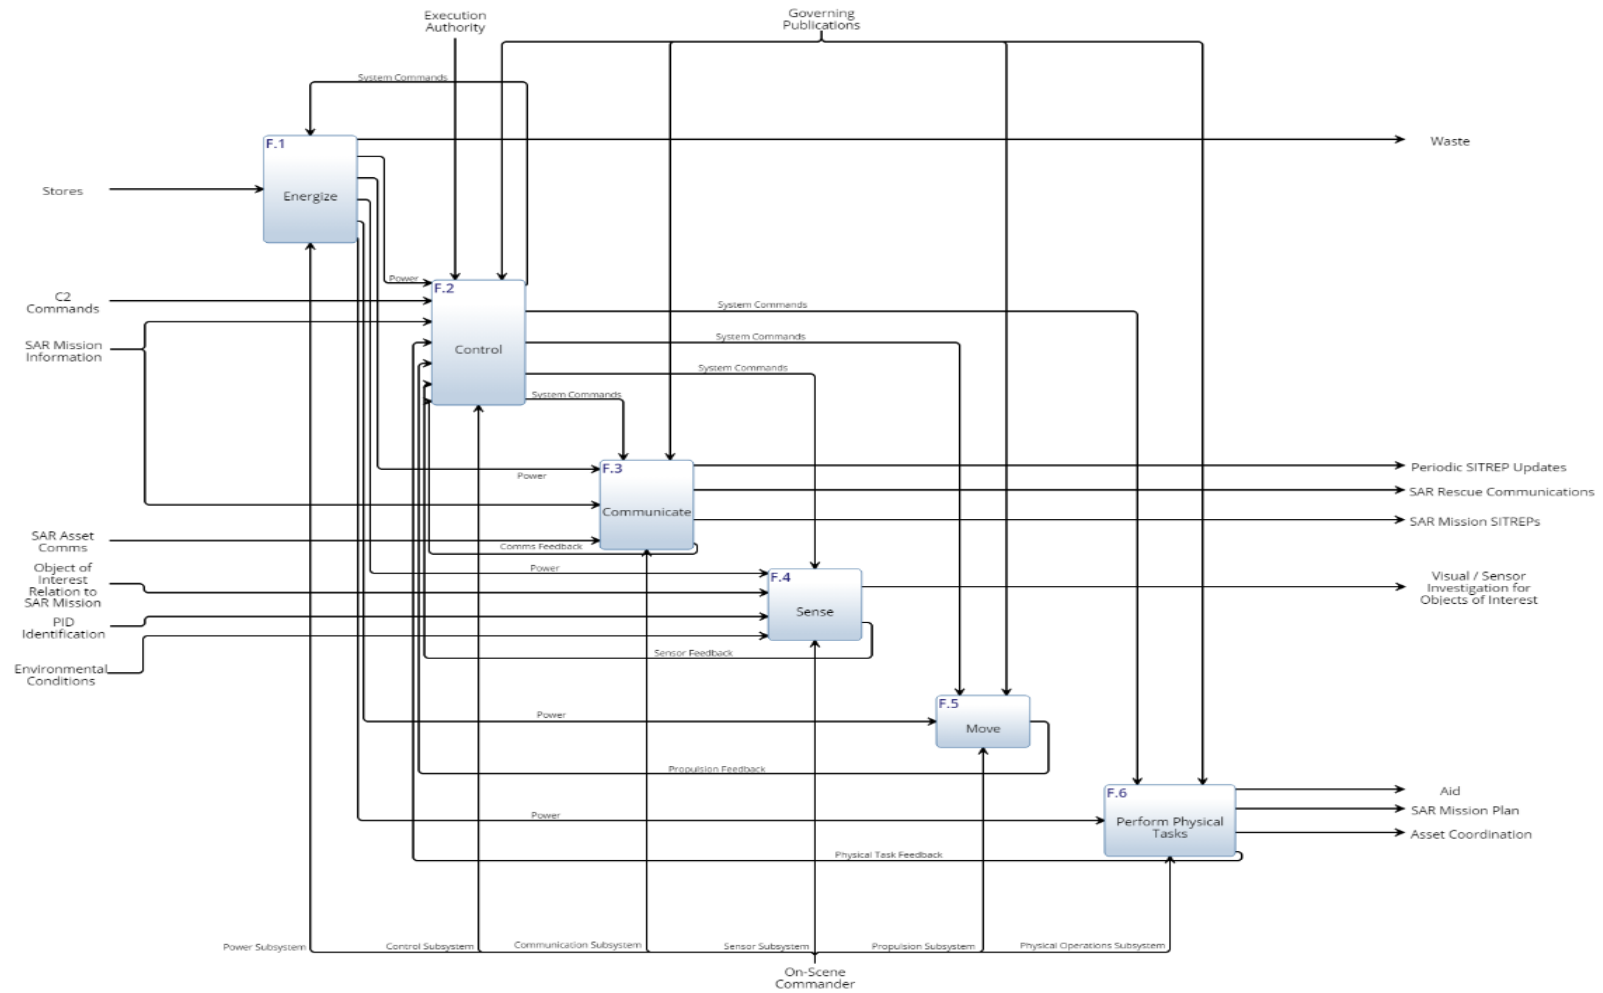 Execution
Authority
Governing
Publications
System Commands
F.1
Energize
Waste
Stores
Power
F.2
Control
C2
Commands
SAR Mission
Information
System Commands
System Commands
System Commands
System Commands
F.3
Communicate
Power
Periodic SITREP Updates
SAR Rescue Communications
SAR Mission SITREPs
SAR Asset
Comms
Comms Feedback
Object of
Interest
Relation to
SAR Mission
Power
F.4
Sense
Visual / Sensor
Investigation for
Objects of Interest
PID
Identification
Sensor Feedback
Environmental
Conditions
F.5
Move
Power
Propulsion Feedback
F.6
Perform Physical
Tasks
Power
Aid
SAR Mission Plan
Asset Coordination
Physical Task Feedback
Power Subsystem
Control Subsystem
Communication Subsystem
Sensor Subsystem
Propulsion Subsystem
Physical Operations Subsystem
On-Scene
Commander